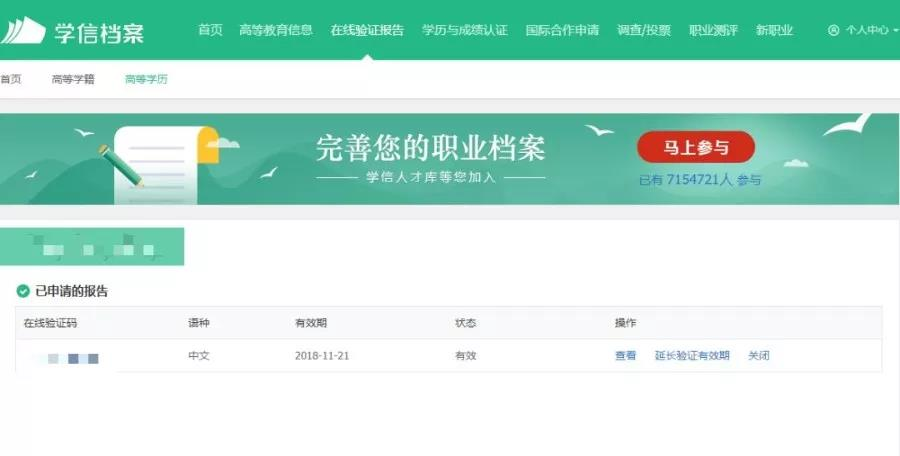 学信档案 首页 高等教育信息 在线验证报告 学历与成绩认证 国际合作申请 调查/投票 职业测评 新职业 个人中心
首页 高等学籍 高等学历
完善您的职业档案
学信人才库等您加入
马上参与
已有 7154721人 参与
已申请的报告
在线验证码 语种 有效期 状态 操作
中文 2018-11-21 有效 查看 延长验证有效期 关闭